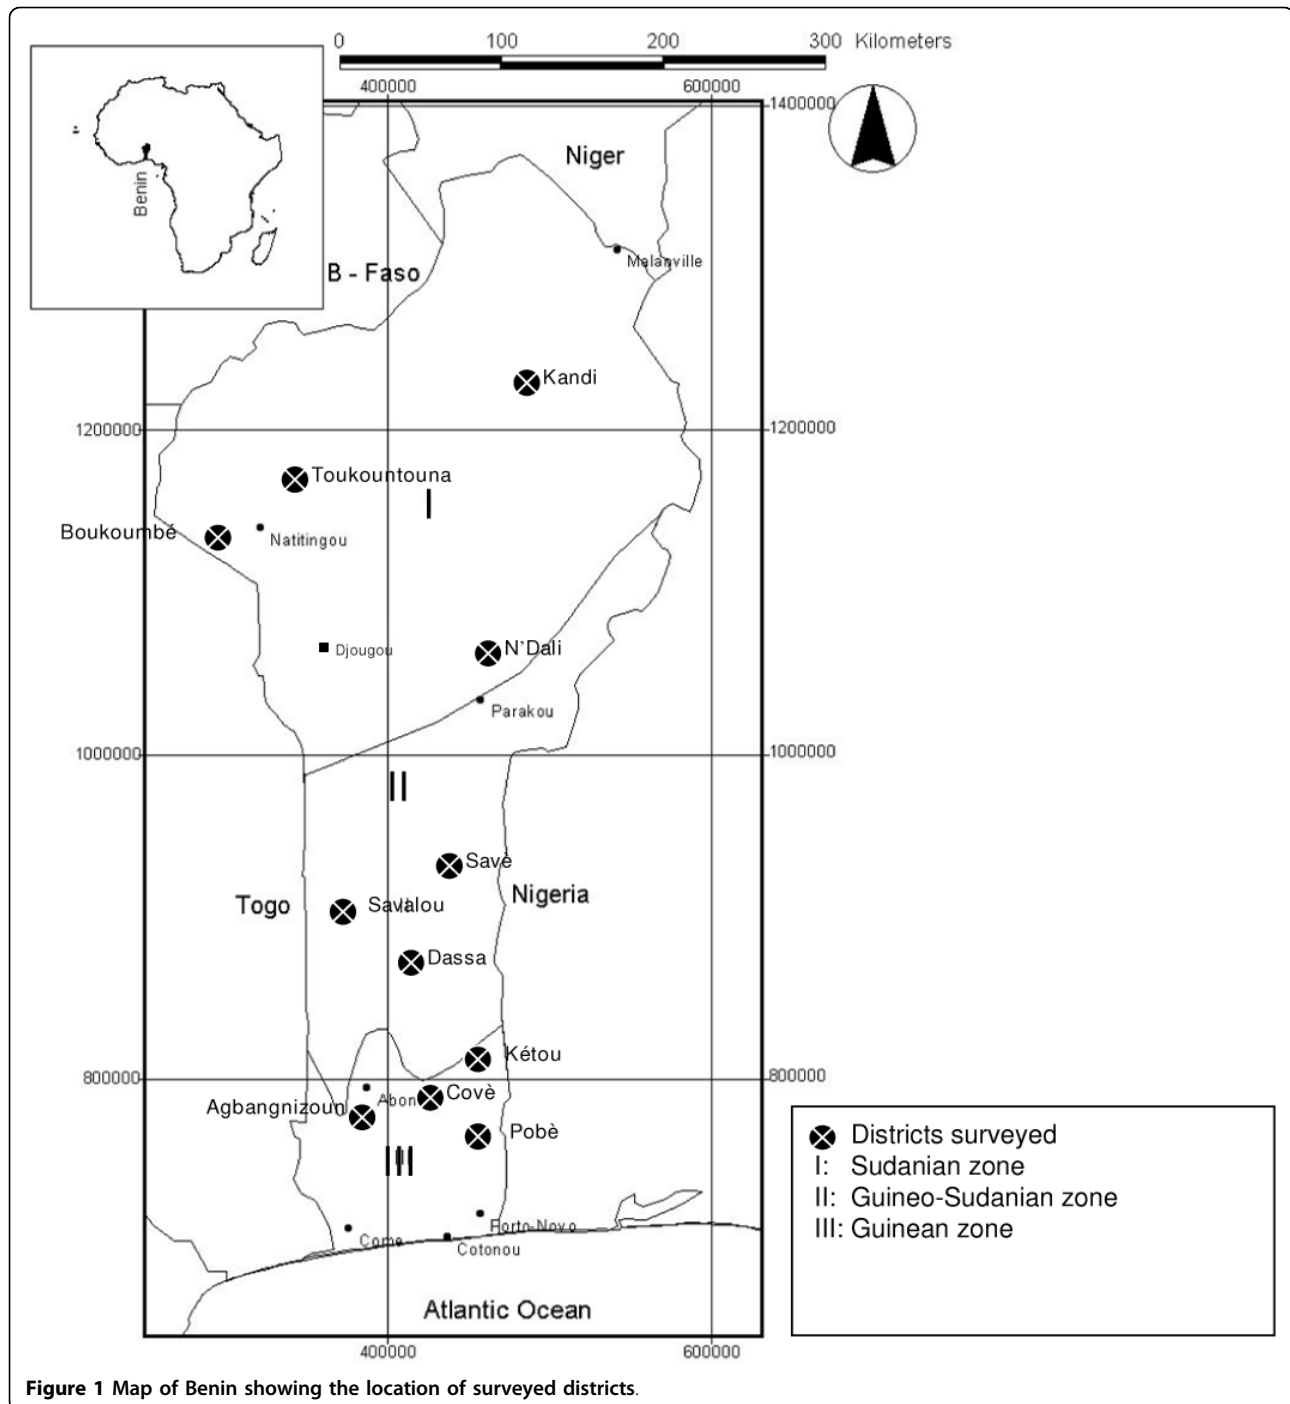 0 100 200 300 Kilometers
400000 600000
1400000
Niger
Benin
Malanville
B - Faso
Kandi
1200000 1200000
Toukountouna
I
Boukoumbé
Natitingou
Djougou
N'Dali
Parakou
1000000 1000000
II
Savè
Togo
Savalou
Nigeria
Dassa
Kétou
800000 800000
Agbangnizoun
Abon
Covè
Pobè
III
Districts surveyed
I: Sudanian zone
II: Guineo-Sudanian zone
III: Guinean zone
Porto-Novo
Come
Cotonou
Atlantic Ocean
400000 600000
Figure 1 Map of Benin showing the location of surveyed districts.